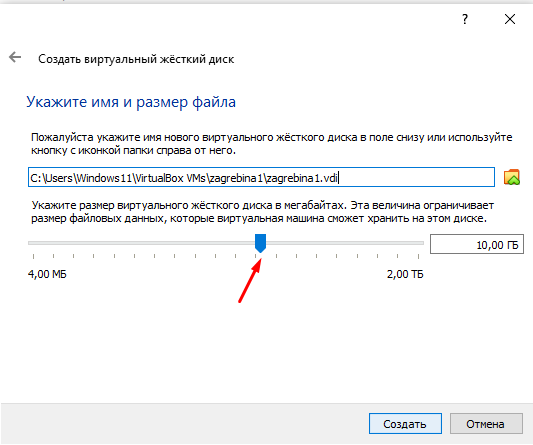 ?
Создать виртуальный жёсткий диск
Укажите имя и размер файла
Пожалуйста укажите имя нового виртуального жёсткого диска в поле снизу или используйте
кнопку с иконкой папки справа от него.
C:\Users\Windows11\VirtualBox VMs\zagrebina1\zagrebina1.vdi
Укажите размер виртуального жёсткого диска в мегабайтах. Эта величина ограничивает
размер файловых данных, которые виртуальная машина сможет хранить на этом диске.
10,00 ГБ
4,00 МБ 2,00 ТБ
Создать Отмена